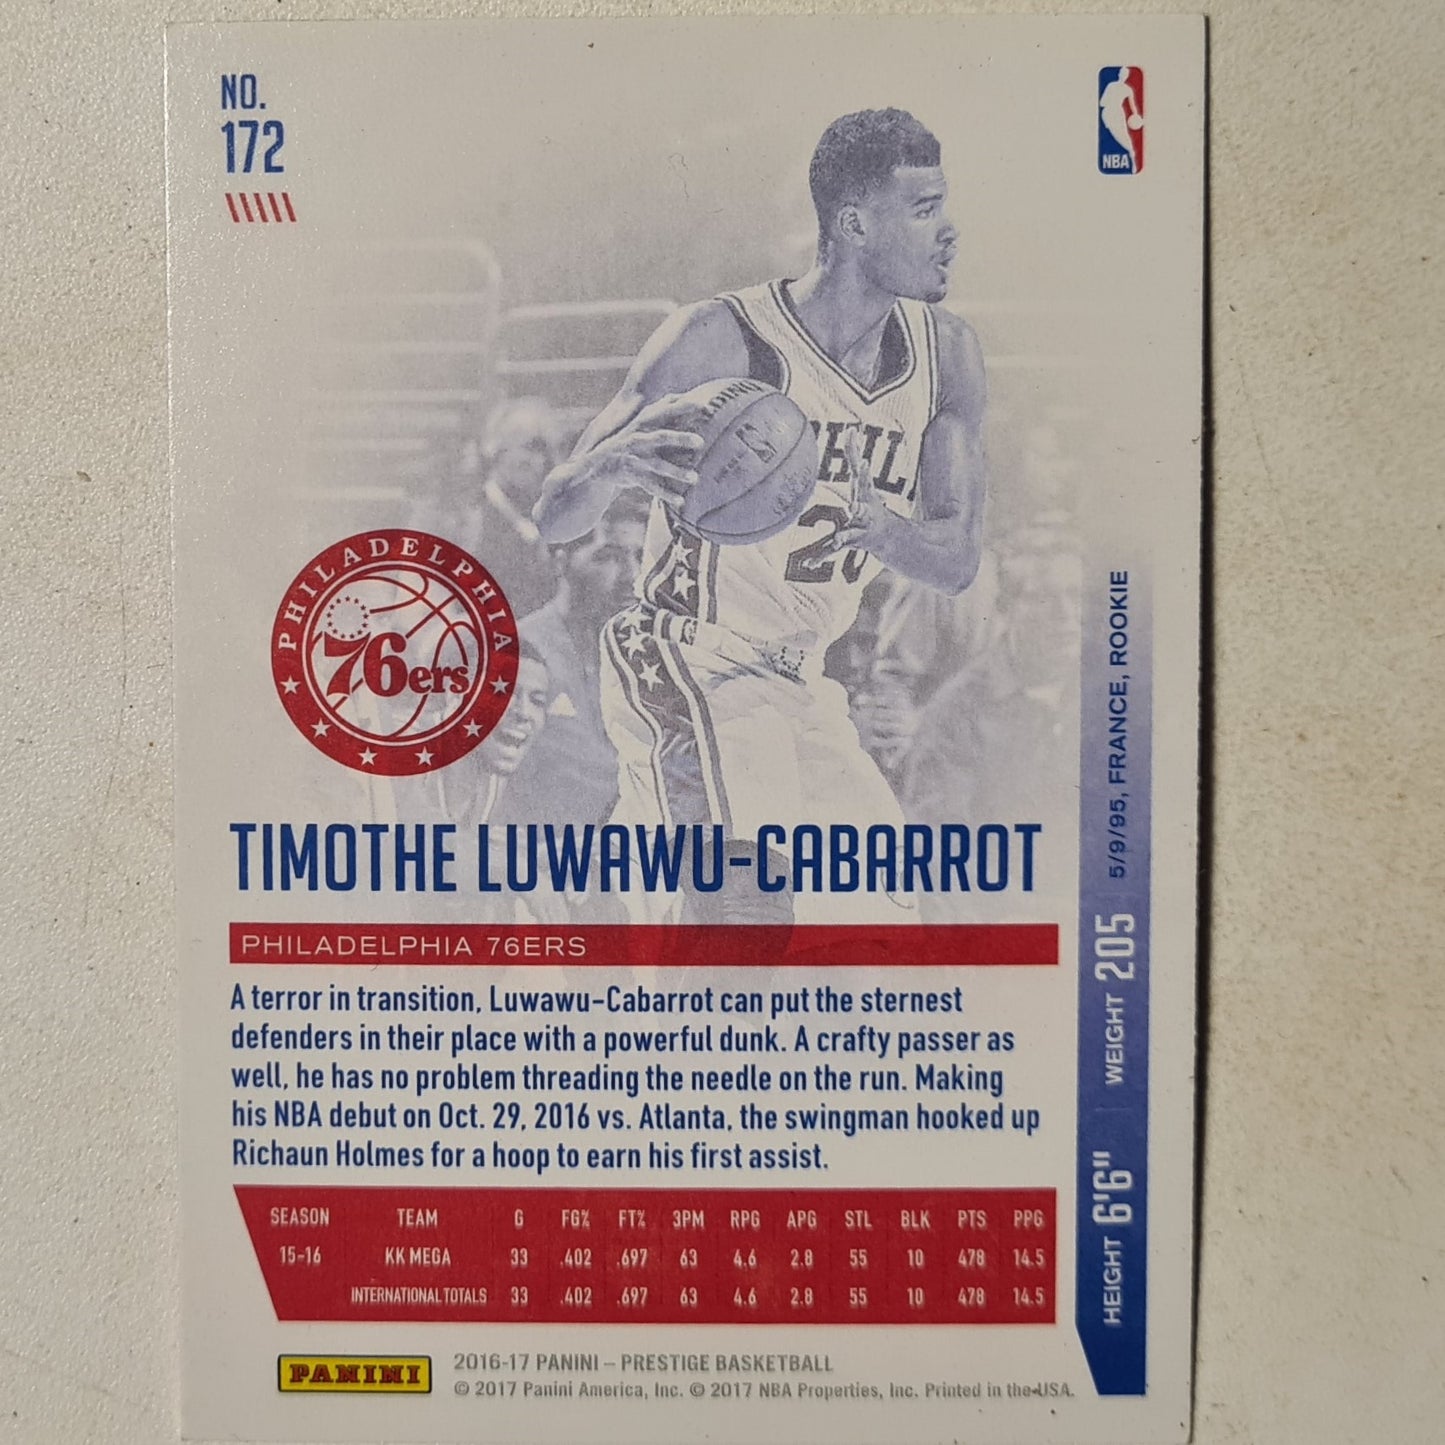 NO.
172
NBA
SPALDING
PHIL
20
PHILADELPHIA
76ers
TIMOTHE LUWAWU-CABARROT
PHILADELPHIA 76ERS
A terror in transition, Luwawu-Cabarrot can put the sternest
defenders in their place with a powerful dunk. A crafty passer as
well, he has no problem threading the needle on the run. Making
his NBA debut on Oct. 29, 2016 vs. Atlanta, the swingman hooked up
Richaun Holmes for a hoop to earn his first assist.
SEASON TEAM G FG% FT% 3PM RPG APG STL BLK PTS PPG
15-16 KK MEGA 33 .402 .697 63 4.6 2.8 55 10 478 14.5
INTERNATIONAL TOTALS 33 .402 .697 63 4.6 2.8 55 10 478 14.5
HEIGHT 6'6" WEIGHT 205 5/9/95, FRANCE, ROOKIE
PANINI
2016-17 PANINI – PRESTIGE BASKETBALL
© 2017 Panini America, Inc. © 2017 NBA Properties, Inc. Printed in the USA.